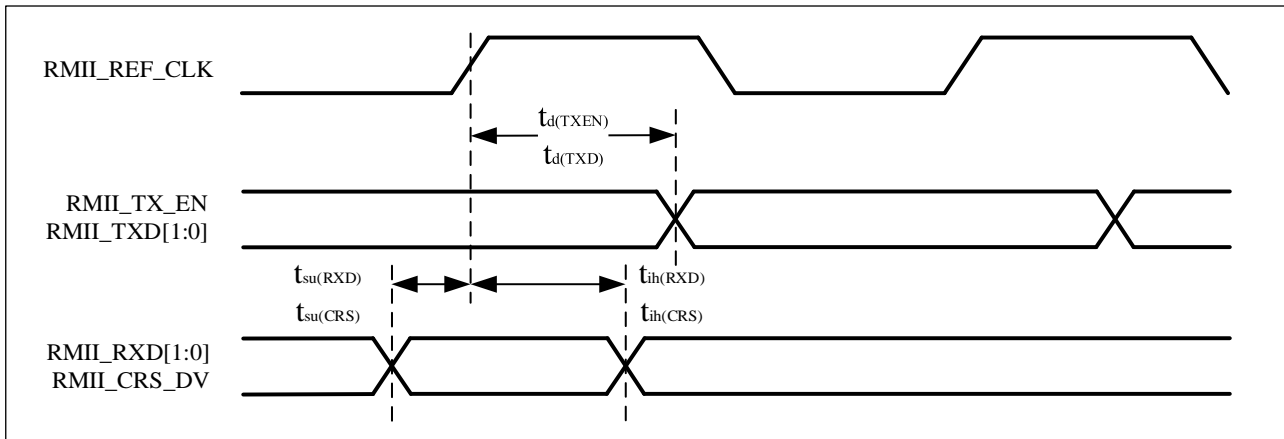 RMII_REF_CLK
td(TXEN)
td(TXD)
RMII_TX_EN
RMII_TXD[1:0]
tsu(RXD)
tih(RXD)
tsu(CRS)
tih(CRS)
RMII_RXD[1:0]
RMII_CRS_DV